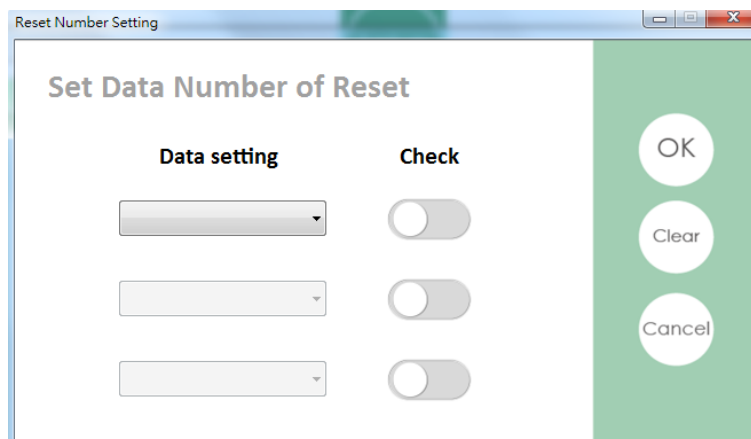 Reset Number Setting
Set Data Number of Reset
Data setting Check
OK
Clear
Cancel